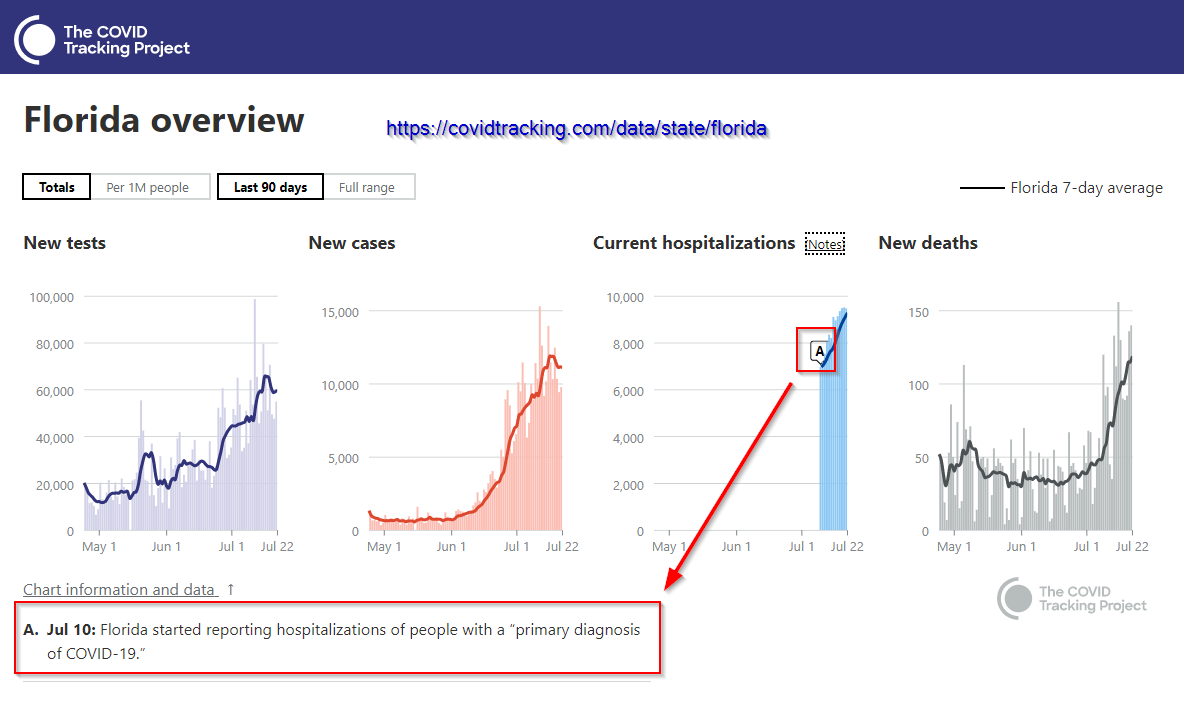 The COVID
Tracking Project
Florida overview
https://covidtracking.com/data/state/florida
Totals
Per 1M people
Last 90 days
Full range
Florida 7-day average
New tests
100,000
80,000
60,000
40,000
20,000
0
May 1
Jun 1
Jul 1
Jul 22
New cases
15,000
10,000
5,000
0
May 1
Jun 1
Jul 1
Jul 22
Current hospitalizations
Notes
10,000
8,000
6,000
4,000
2,000
0
A
May 1
Jun 1
Jul 1
Jul 22
New deaths
150
100
50
0
May 1
Jun 1
Jul 1
Jul 22
Chart information and data ↑
The COVID
Tracking Project
A. Jul 10: Florida started reporting hospitalizations of people with a “primary diagnosis
of COVID-19.”